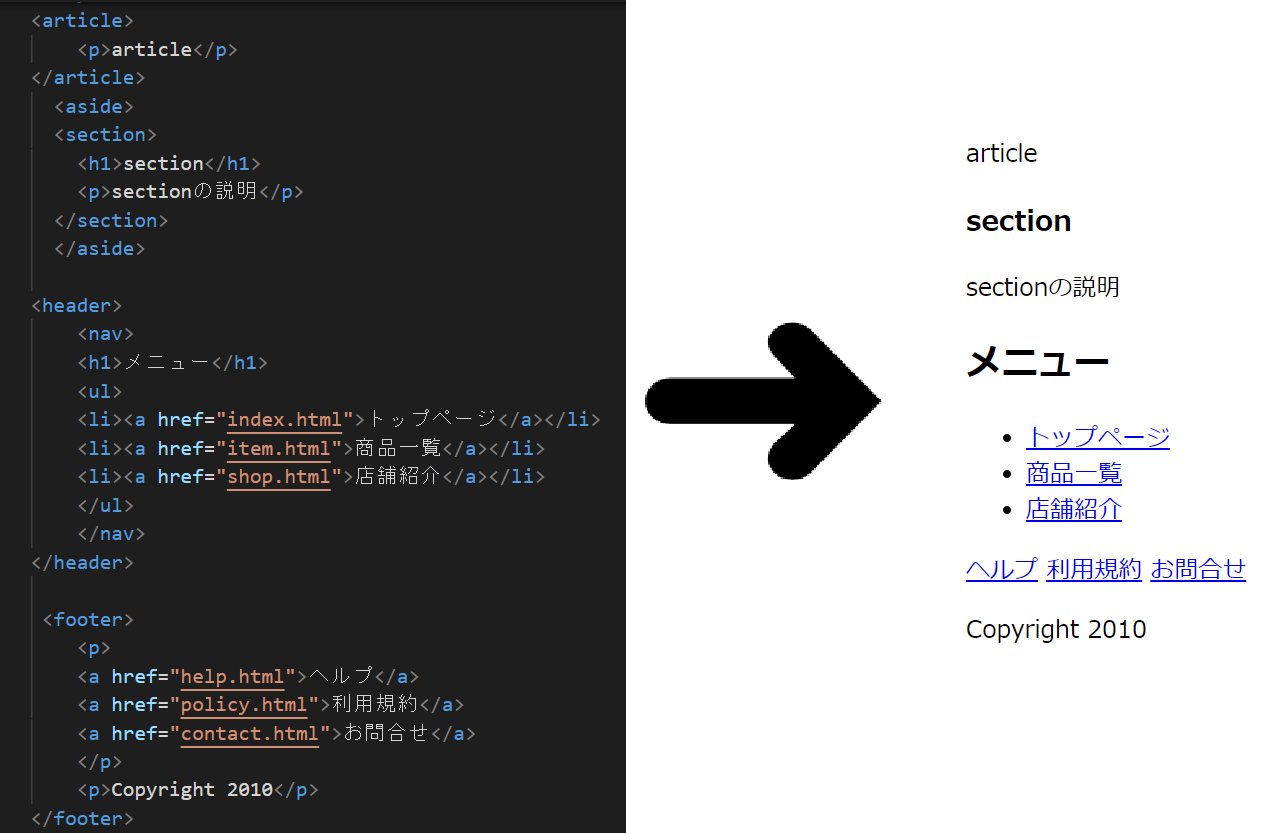 <article>
<p>article</p>
</article>
<aside>
<section>
<h1>section</h1>
<p>sectionの説明</p>
</section>
</aside>
<header>
<nav>
<h1>メニュー</h1>
<ul>
<li><a href="index.html">トップページ</a></li>
<li><a href="item.html">商品一覧</a></li>
<li><a href="shop.html">店舗紹介</a></li>
</ul>
</nav>
</header>
<footer>
<p>
<a href="help.html">ヘルプ</a>
<a href="policy.html">利用規約</a>
<a href="contact.html">お問合せ</a>
</p>
<p>Copyright 2010</p>
</footer>
article
section
sectionの説明
メニュー
トップページ
商品一覧
店舗紹介
ヘルプ 利用規約 お問合せ
Copyright 2010